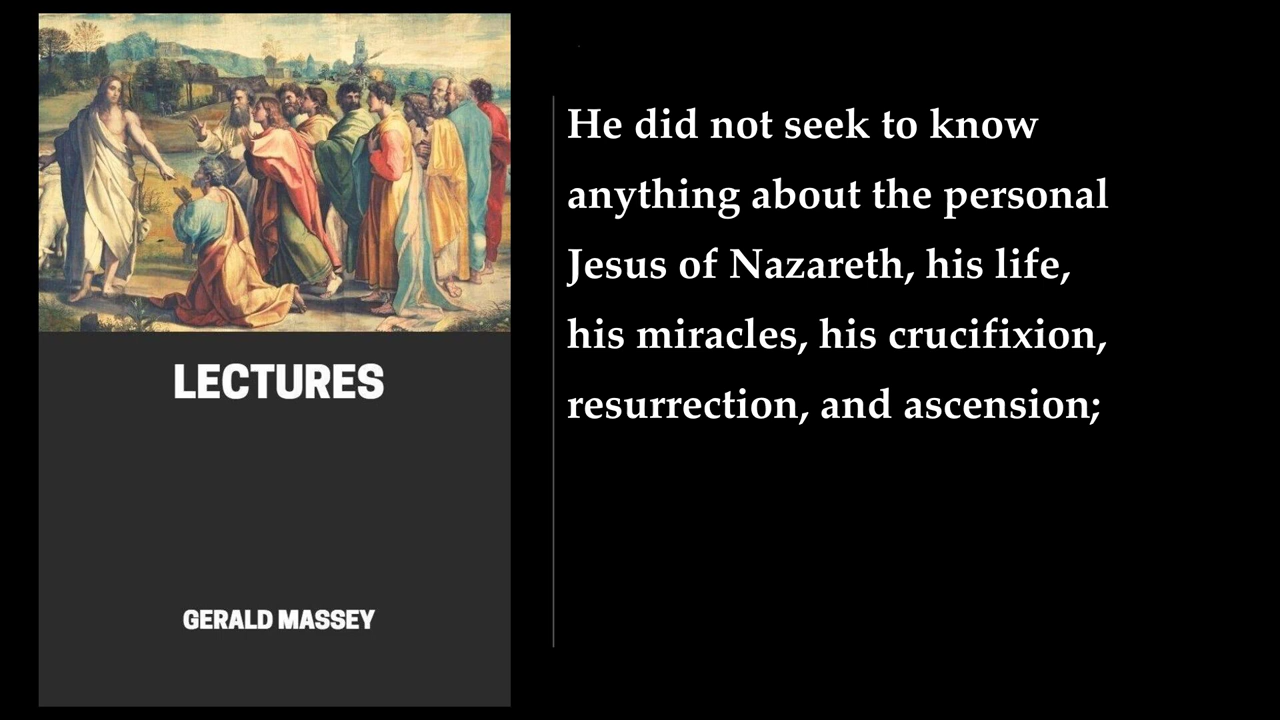 LECTURES
GERALD MASSEY
He did not seek to know
anything about the personal
Jesus of Nazareth, his life,
his miracles, his crucifixion,
resurrection, and ascension;